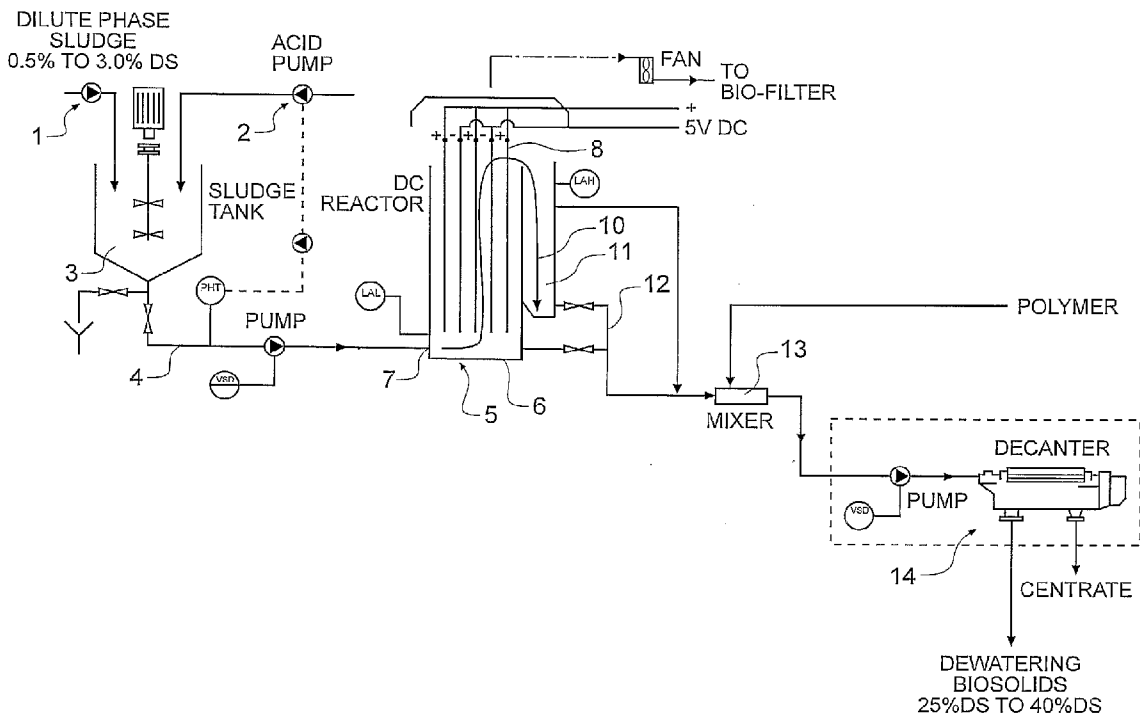 DILUTE PHASE
SLUDGE
0.5% TO 3.0% DS
ACID
PUMP
FAN
TO
BIO-FILTER
1
2
+
5V DC
+ - + - +
8
DC
REACTOR
LAH
SLUDGE
TANK
3
10
11
PHT
LAL
12
POLYMER
PUMP
4
VSD
7
5
6
13
MIXER
DECANTER
VSD
PUMP
14
CENTRATE
DEWATERING
BIOSOLIDS
25%DS TO 40%DS